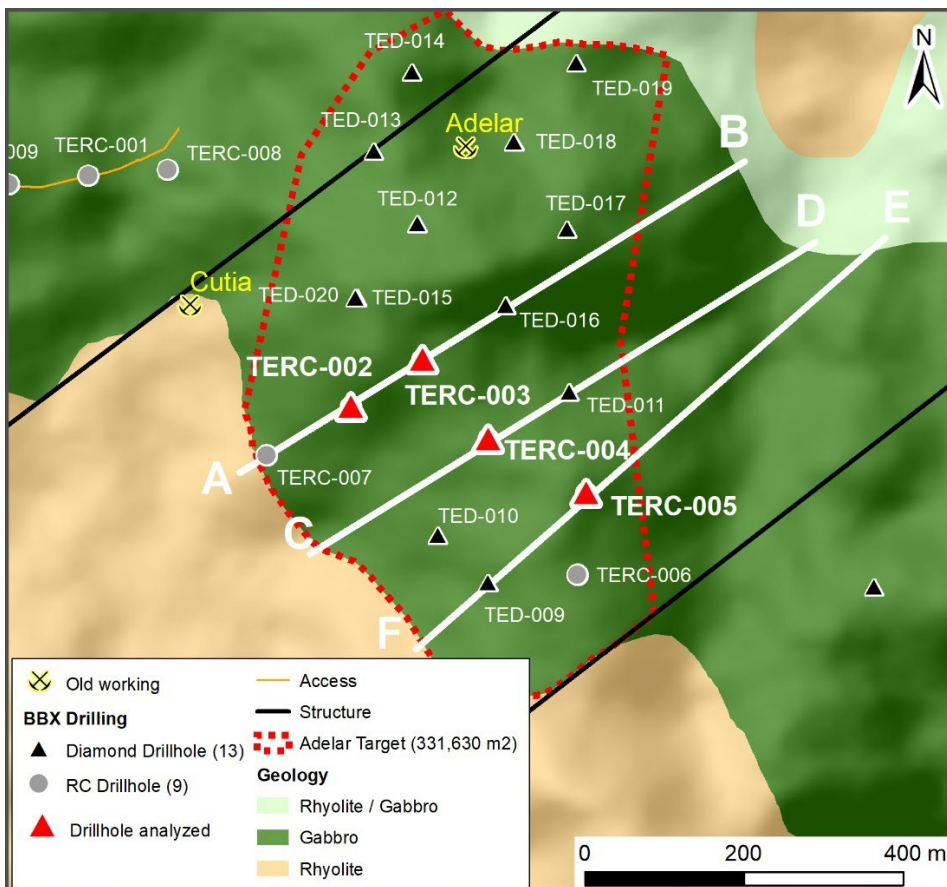 N
TED-014
TED-019
TED-013
Adelar
TED-018
B
009
TERC-001
TERC-008
TED-012
TED-017
D
E
Cutia
TED-020
TED-015
TED-016
TERC-002
TERC-003
TED-011
A
TERC-007
TERC-004
TERC-005
TED-010
C
TERC-006
TED-009
F
Old working
BBX Drilling
Diamond Drillhole (13)
RC Drillhole (9)
Drillhole analyzed
Access
Structure
Adelar Target (331,630 m2)
Geology
Rhyolite / Gabbro
Gabbro
Rhyolite
0 200 400 m